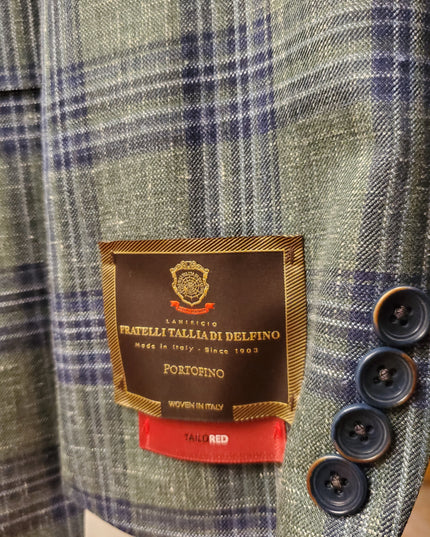 LANIFICIO
FRATELLI TALLIA DI DELFINO
Made in Italy - Since 1903
PORTOFINO
WOVEN IN ITALY
TAILORED